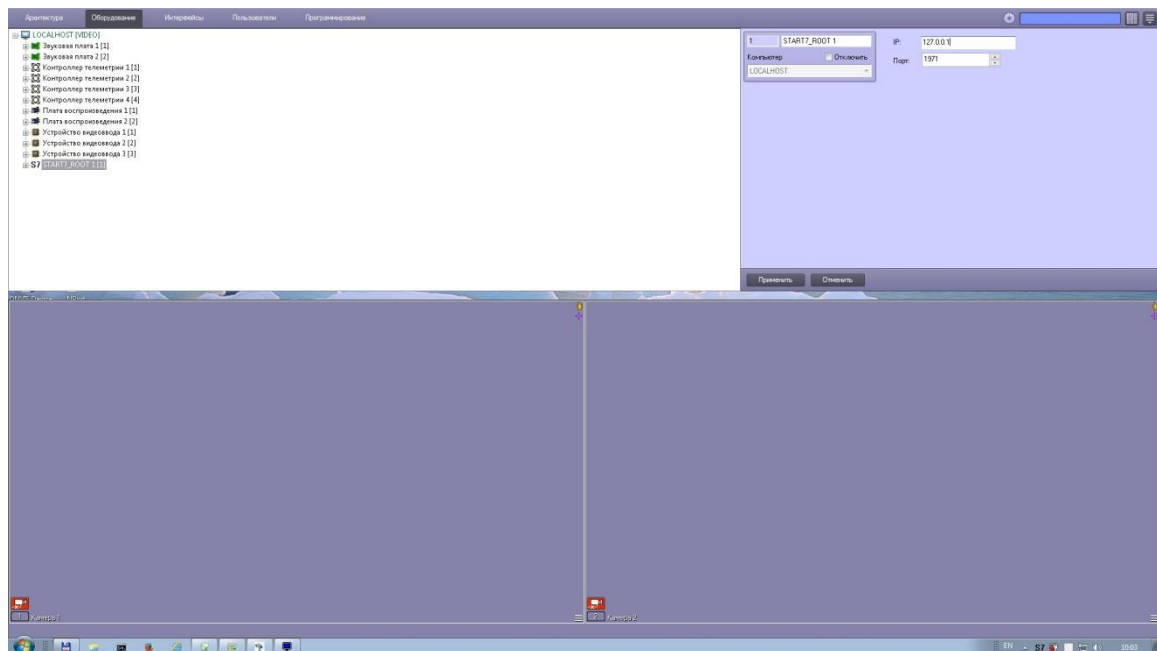 Архитектура Оборудование Интерфейсы Пользователи Программирование
LOCALHOST [VIDEO]
Звуковая плата 1 [1]
Звуковая плата 2 [2]
Контроллер телеметрии 1 [1]
Контроллер телеметрии 2 [2]
Контроллер телеметрии 3 [3]
Контроллер телеметрии 4 [4]
Плата воспроизведения 1 [1]
Плата воспроизведения 2 [2]
Устройство видеоввода 1 [1]
Устройство видеоввода 2 [2]
Устройство видеоввода 3 [3]
S7 START7_ROOT 1 [1]
1 START7_ROOT 1
Компьютер Отключить
LOCALHOST
IP: 127.0.0.1
Порт: 1971
Применить Отменить
1 Камера 1
2 Камера 2
EN S7 10:03